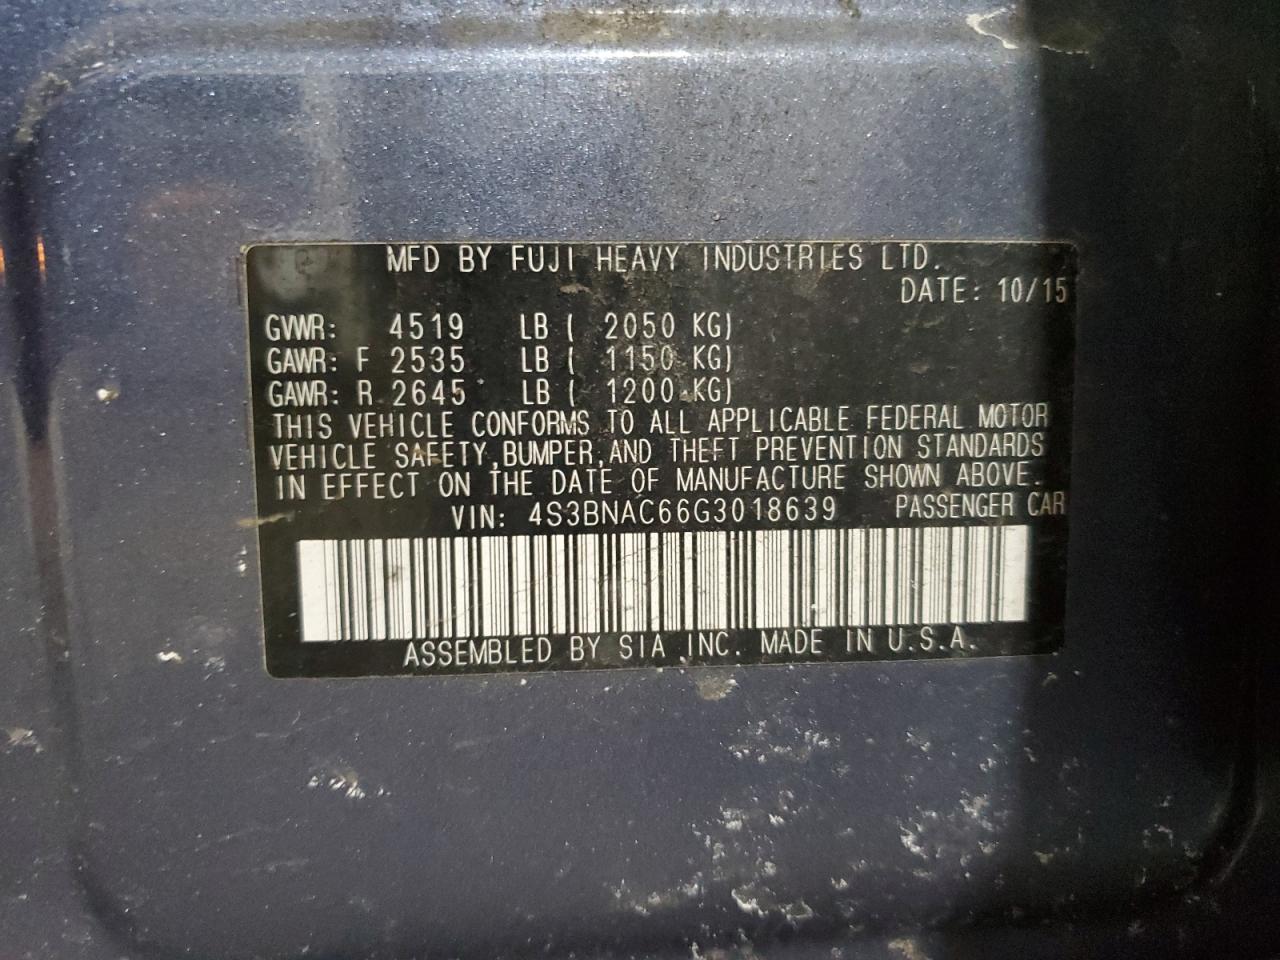 MFD BY FUJI HEAVY INDUSTRIES LTD.
DATE: 10/15
GVWR: 4519 LB ( 2050 KG)
GAWR: F 2535 LB ( 1150 KG)
GAWR: R 2645 LB ( 1200 KG)
THIS VEHICLE CONFORMS TO ALL APPLICABLE FEDERAL MOTOR
VEHICLE SAFETY,BUMPER,AND THEFT PREVENTION STANDARDS
IN EFFECT ON THE DATE OF MANUFACTURE SHOWN ABOVE.
VIN: 4S3BNAC66G3018639 PASSENGER CAR
ASSEMBLED BY SIA INC. MADE IN U.S.A.